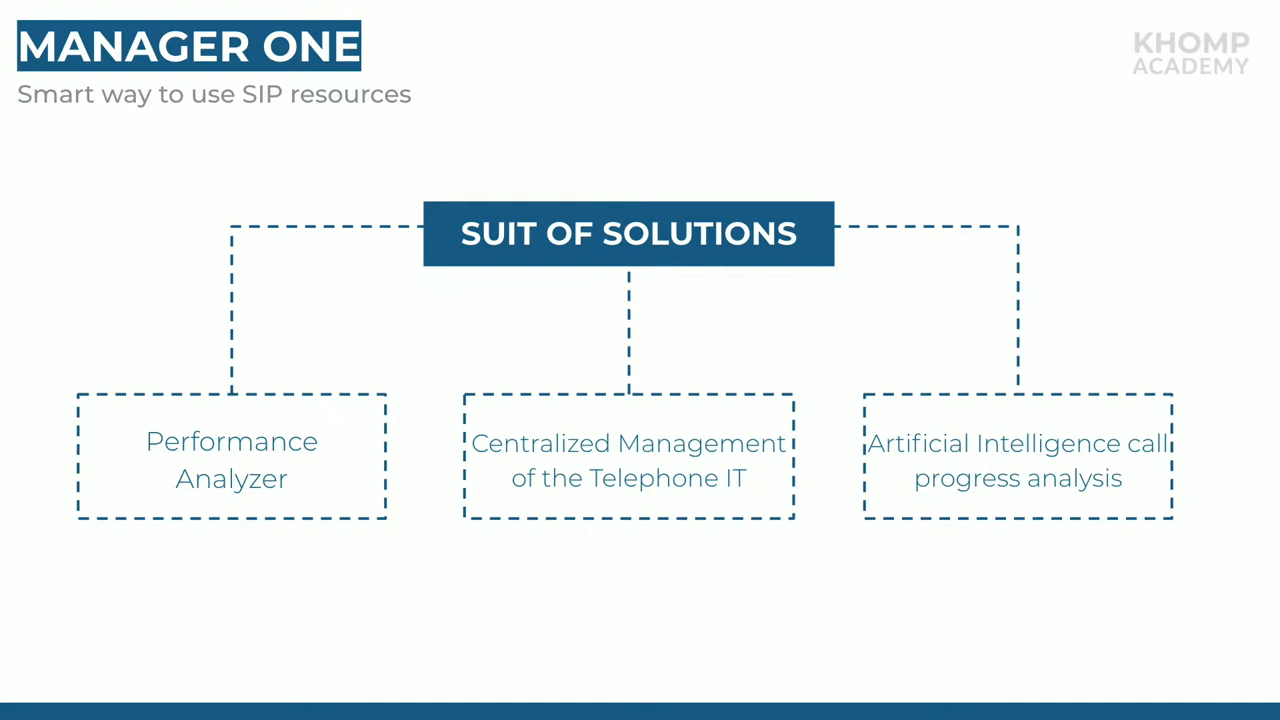 MANAGER ONE
Smart way to use SIP resources
KHOMP
ACADEMY
SUIT OF SOLUTIONS
Performance
Analyzer
Centralized Management
of the Telephone IT
Artificial Intelligence call
progress analysis